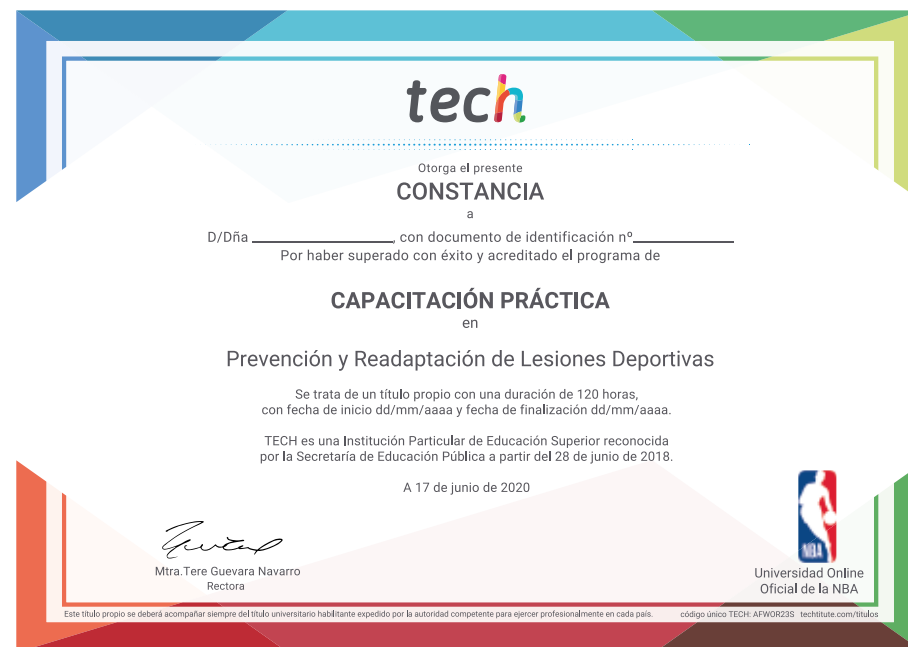 tech
Otorga el presente
CONSTANCIA
a
D/Dña ____________________, con documento de identificación nº______________
Por haber superado con éxito y acreditado el programa de
CAPACITACIÓN PRÁCTICA
en
Prevención y Readaptación de Lesiones Deportivas
Se trata de un título propio con una duración de 120 horas,
con fecha de inicio dd/mm/aaaa y fecha de finalización dd/mm/aaaa.
TECH es una Institución Particular de Educación Superior reconocida
por la Secretaría de Educación Pública a partir del 28 de junio de 2018.
A 17 de junio de 2020
Mtra.Tere Guevara Navarro
Rectora
NBA
Universidad Online
Oficial de la NBA
Este título propio se deberá acompañar siempre del título universitario habilitante expedido por la autoridad competente para ejercer profesionalmente en cada país. código único TECH: AFWOR23S techtitute.com/titulos